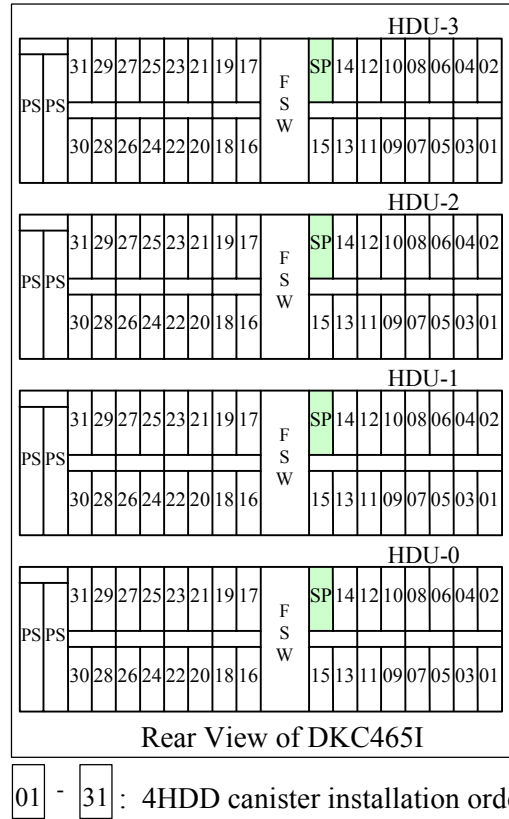 HDU-3
31 29 27 25 23 21 19 17 SP 14 12 10 08 06 04 02
PS PS FSW
30 28 26 24 22 20 18 16 15 13 11 09 07 05 03 01
HDU-2
31 29 27 25 23 21 19 17 SP 14 12 10 08 06 04 02
PS PS FSW
30 28 26 24 22 20 18 16 15 13 11 09 07 05 03 01
HDU-1
31 29 27 25 23 21 19 17 SP 14 12 10 08 06 04 02
PS PS FSW
30 28 26 24 22 20 18 16 15 13 11 09 07 05 03 01
HDU-0
31 29 27 25 23 21 19 17 SP 14 12 10 08 06 04 02
PS PS FSW
30 28 26 24 22 20 18 16 15 13 11 09 07 05 03 01
Rear View of DKC465I
01 - 31 : 4HDD canister installation